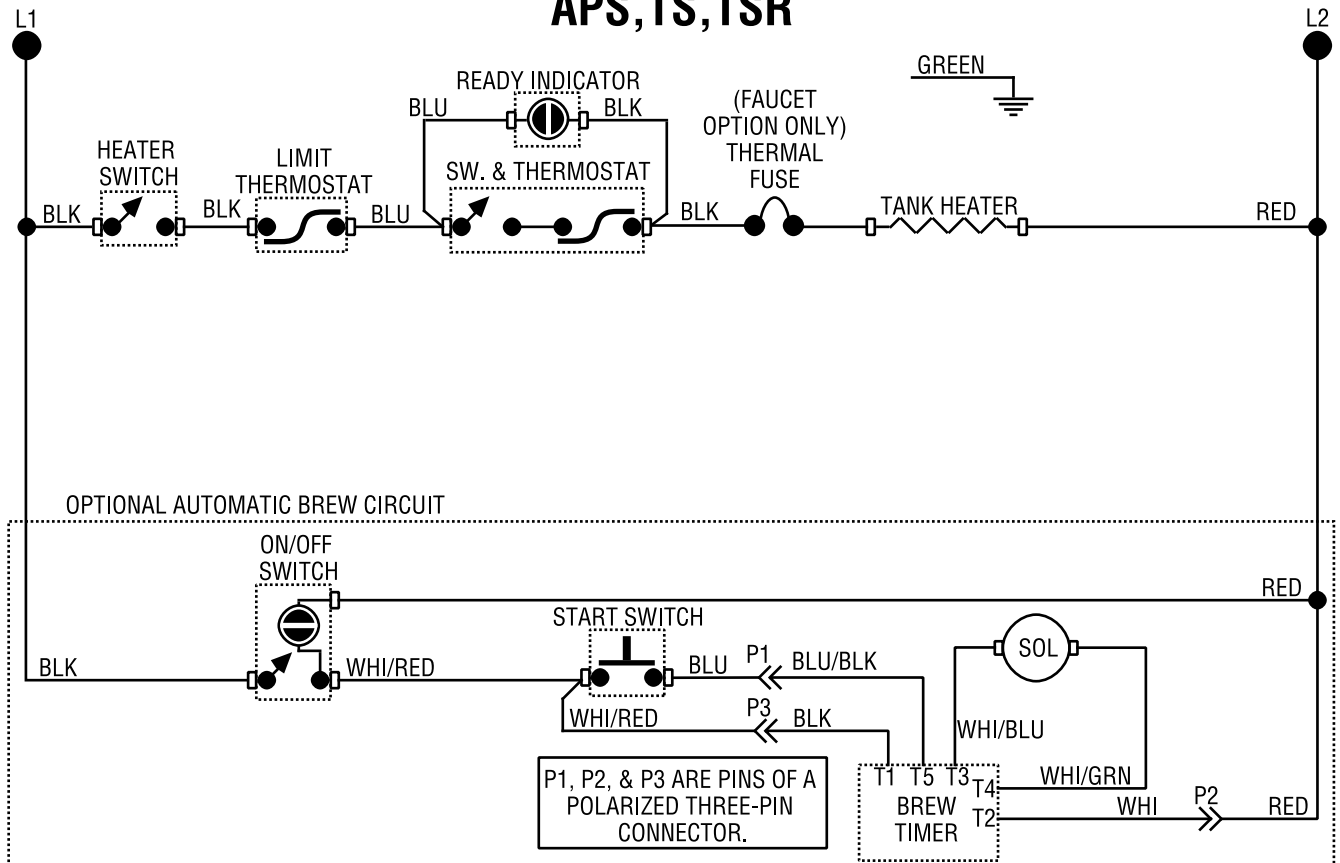 APS,TS,TSR
L1
L2
GREEN
READY INDICATOR
BLU
BLK
(FAUCET
OPTION ONLY)
THERMAL
FUSE
HEATER
SWITCH
LIMIT
THERMOSTAT
SW. & THERMOSTAT
TANK HEATER
BLK
BLK
BLU
BLK
RED
OPTIONAL AUTOMATIC BREW CIRCUIT
ON/OFF
SWITCH
RED
START SWITCH
SOL
BLK
WHI/RED
BLU
P1
BLU/BLK
WHI/RED
P3
BLK
WHI/BLU
P1, P2, & P3 ARE PINS OF A
POLARIZED THREE-PIN
CONNECTOR.
T1 T5 T3
T4
WHI/GRN
BREW
TIMER
T2
WHI
P2
RED